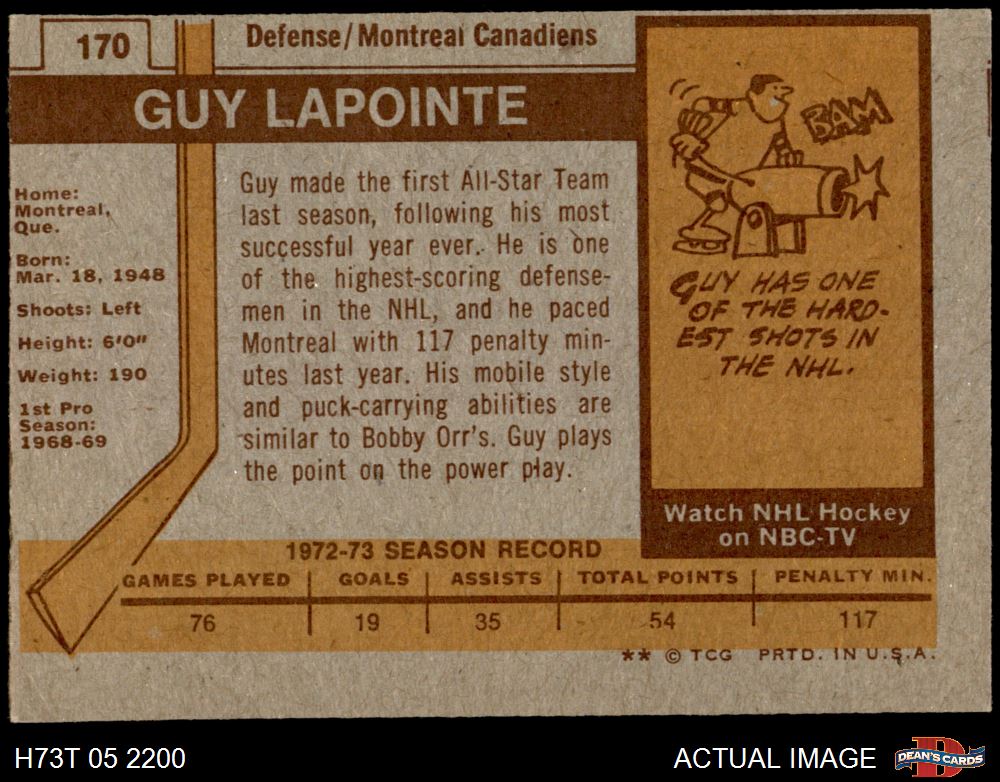 170
Defense/Montreal Canadiens
GUY LAPOINTE
Home:
Montreal,
Que.
Born:
Mar. 18, 1948
Shoots: Left
Height: 6'0"
Weight: 190
1st Pro
Season:
1968-69
Guy made the first All-Star Team
last season, following his most
successful year ever. He is one
of the highest-scoring defense-
men in the NHL, and he paced
Montreal with 117 penalty min-
utes last year. His mobile style
and puck-carrying abilities are
similar to Bobby Orr's. Guy plays
the point on the power play.
BAM
GUY HAS ONE
OF THE HARD-
EST SHOTS IN
THE NHL.
Watch NHL Hockey
on NBC-TV
1972-73 SEASON RECORD
GAMES PLAYED GOALS ASSISTS TOTAL POINTS PENALTY MIN.
76 19 35 54 117
** © TCG PRTD. IN U.S.A.
H73T 05 2200
ACTUAL IMAGE
D
DEAN'S CARDS